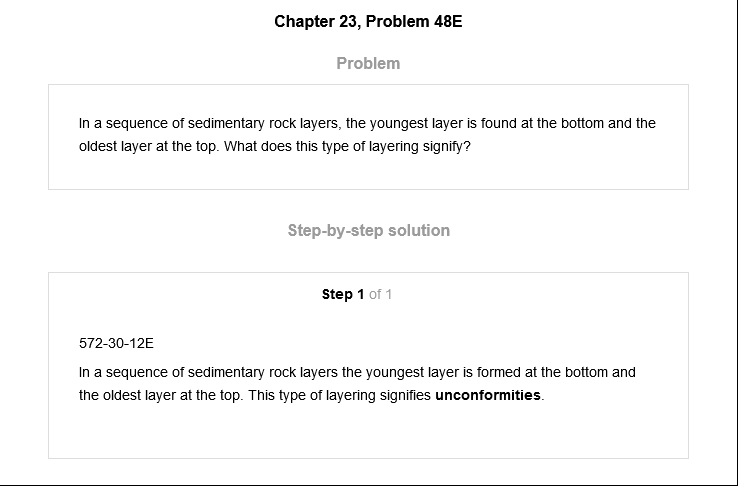 Chapter 23, Problem 48E
Problem
In a sequence of sedimentary rock layers, the youngest layer is found at the bottom and the
oldest layer at the top. What does this type of layering signify?
Step-by-step solution
Step 1 of 1
572-30-12E
In a sequence of sedimentary rock layers the youngest layer is formed at the bottom and
the oldest layer at the top. This type of layering signifies unconformities.